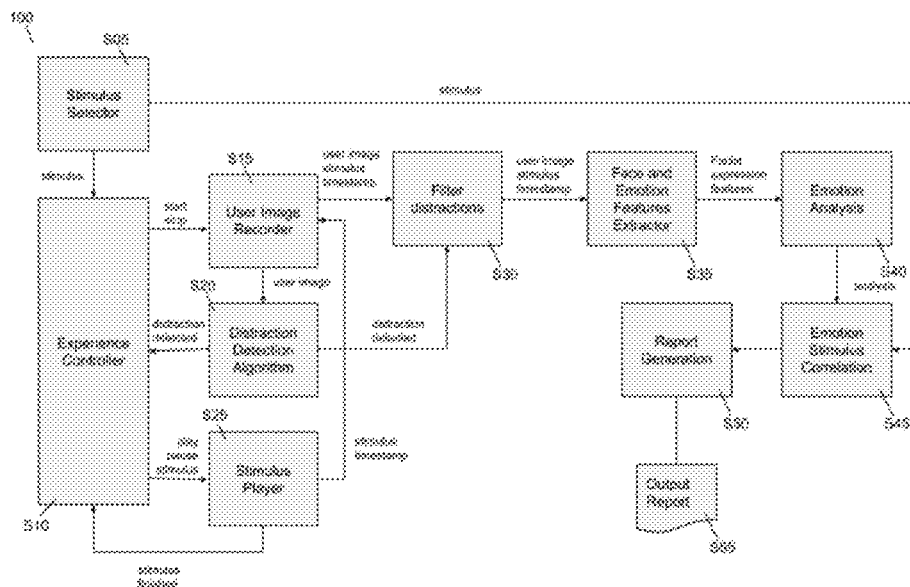 100
S05
Stimulus
Selector
stimulus
stimulus
S15
user image
stimulus
timestamp
user image
stimulus
timestamp
Facial
expression
features
start
stop
User Image
Recorder
Filter
distractions
Face and
Emotion
Features
Extractor
Emotion
Analysis
S30
S35
S40
user image
analysis
S20
distraction
detected
Distraction
Detection
Algorithm
distraction
detected
Experience
Controller
Report
Generation
Emotion
Stimulus
Correlation
S50
S45
S25
play
pause
stimulus
Stimulus
Player
stimulus
timestamp
Output
Report
S10
S55
stimulus
finished